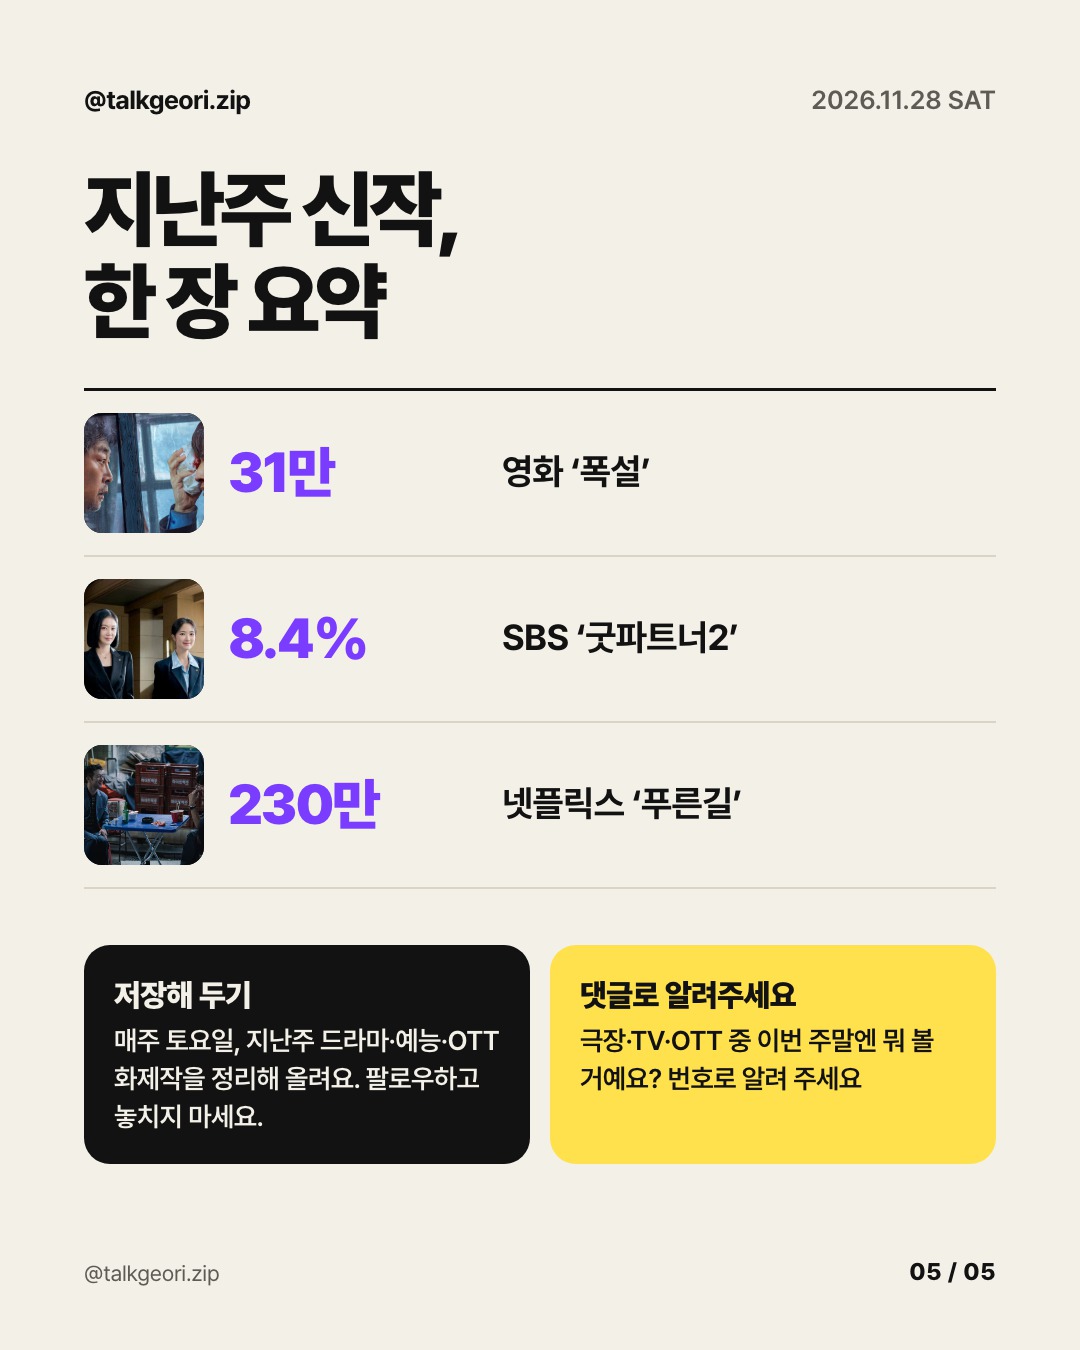 @talkgeori.zip
2026.11.28 SAT
지난주 신작,
한 장 요약
31만
영화 ‘폭설’
8.4%
SBS ‘굿파트너2’
230만
넷플릭스 ‘푸른길’
저장해 두기
매주 토요일, 지난주 드라마·예능·OTT
화제작을 정리해 올려요. 팔로우하고
놓치지 마세요.
댓글로 알려주세요
극장·TV·OTT 중 이번 주말엔 뭐 볼
거예요? 번호로 알려 주세요
@talkgeori.zip
05 / 05